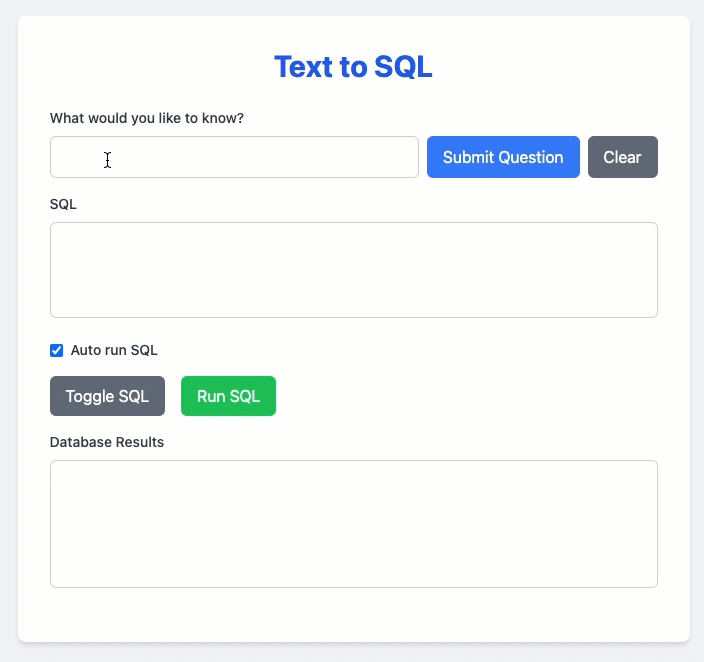 Text to SQL
What would you like to know?
Submit Question
Clear
SQL
Auto run SQL
Toggle SQL
Run SQL
Database Results